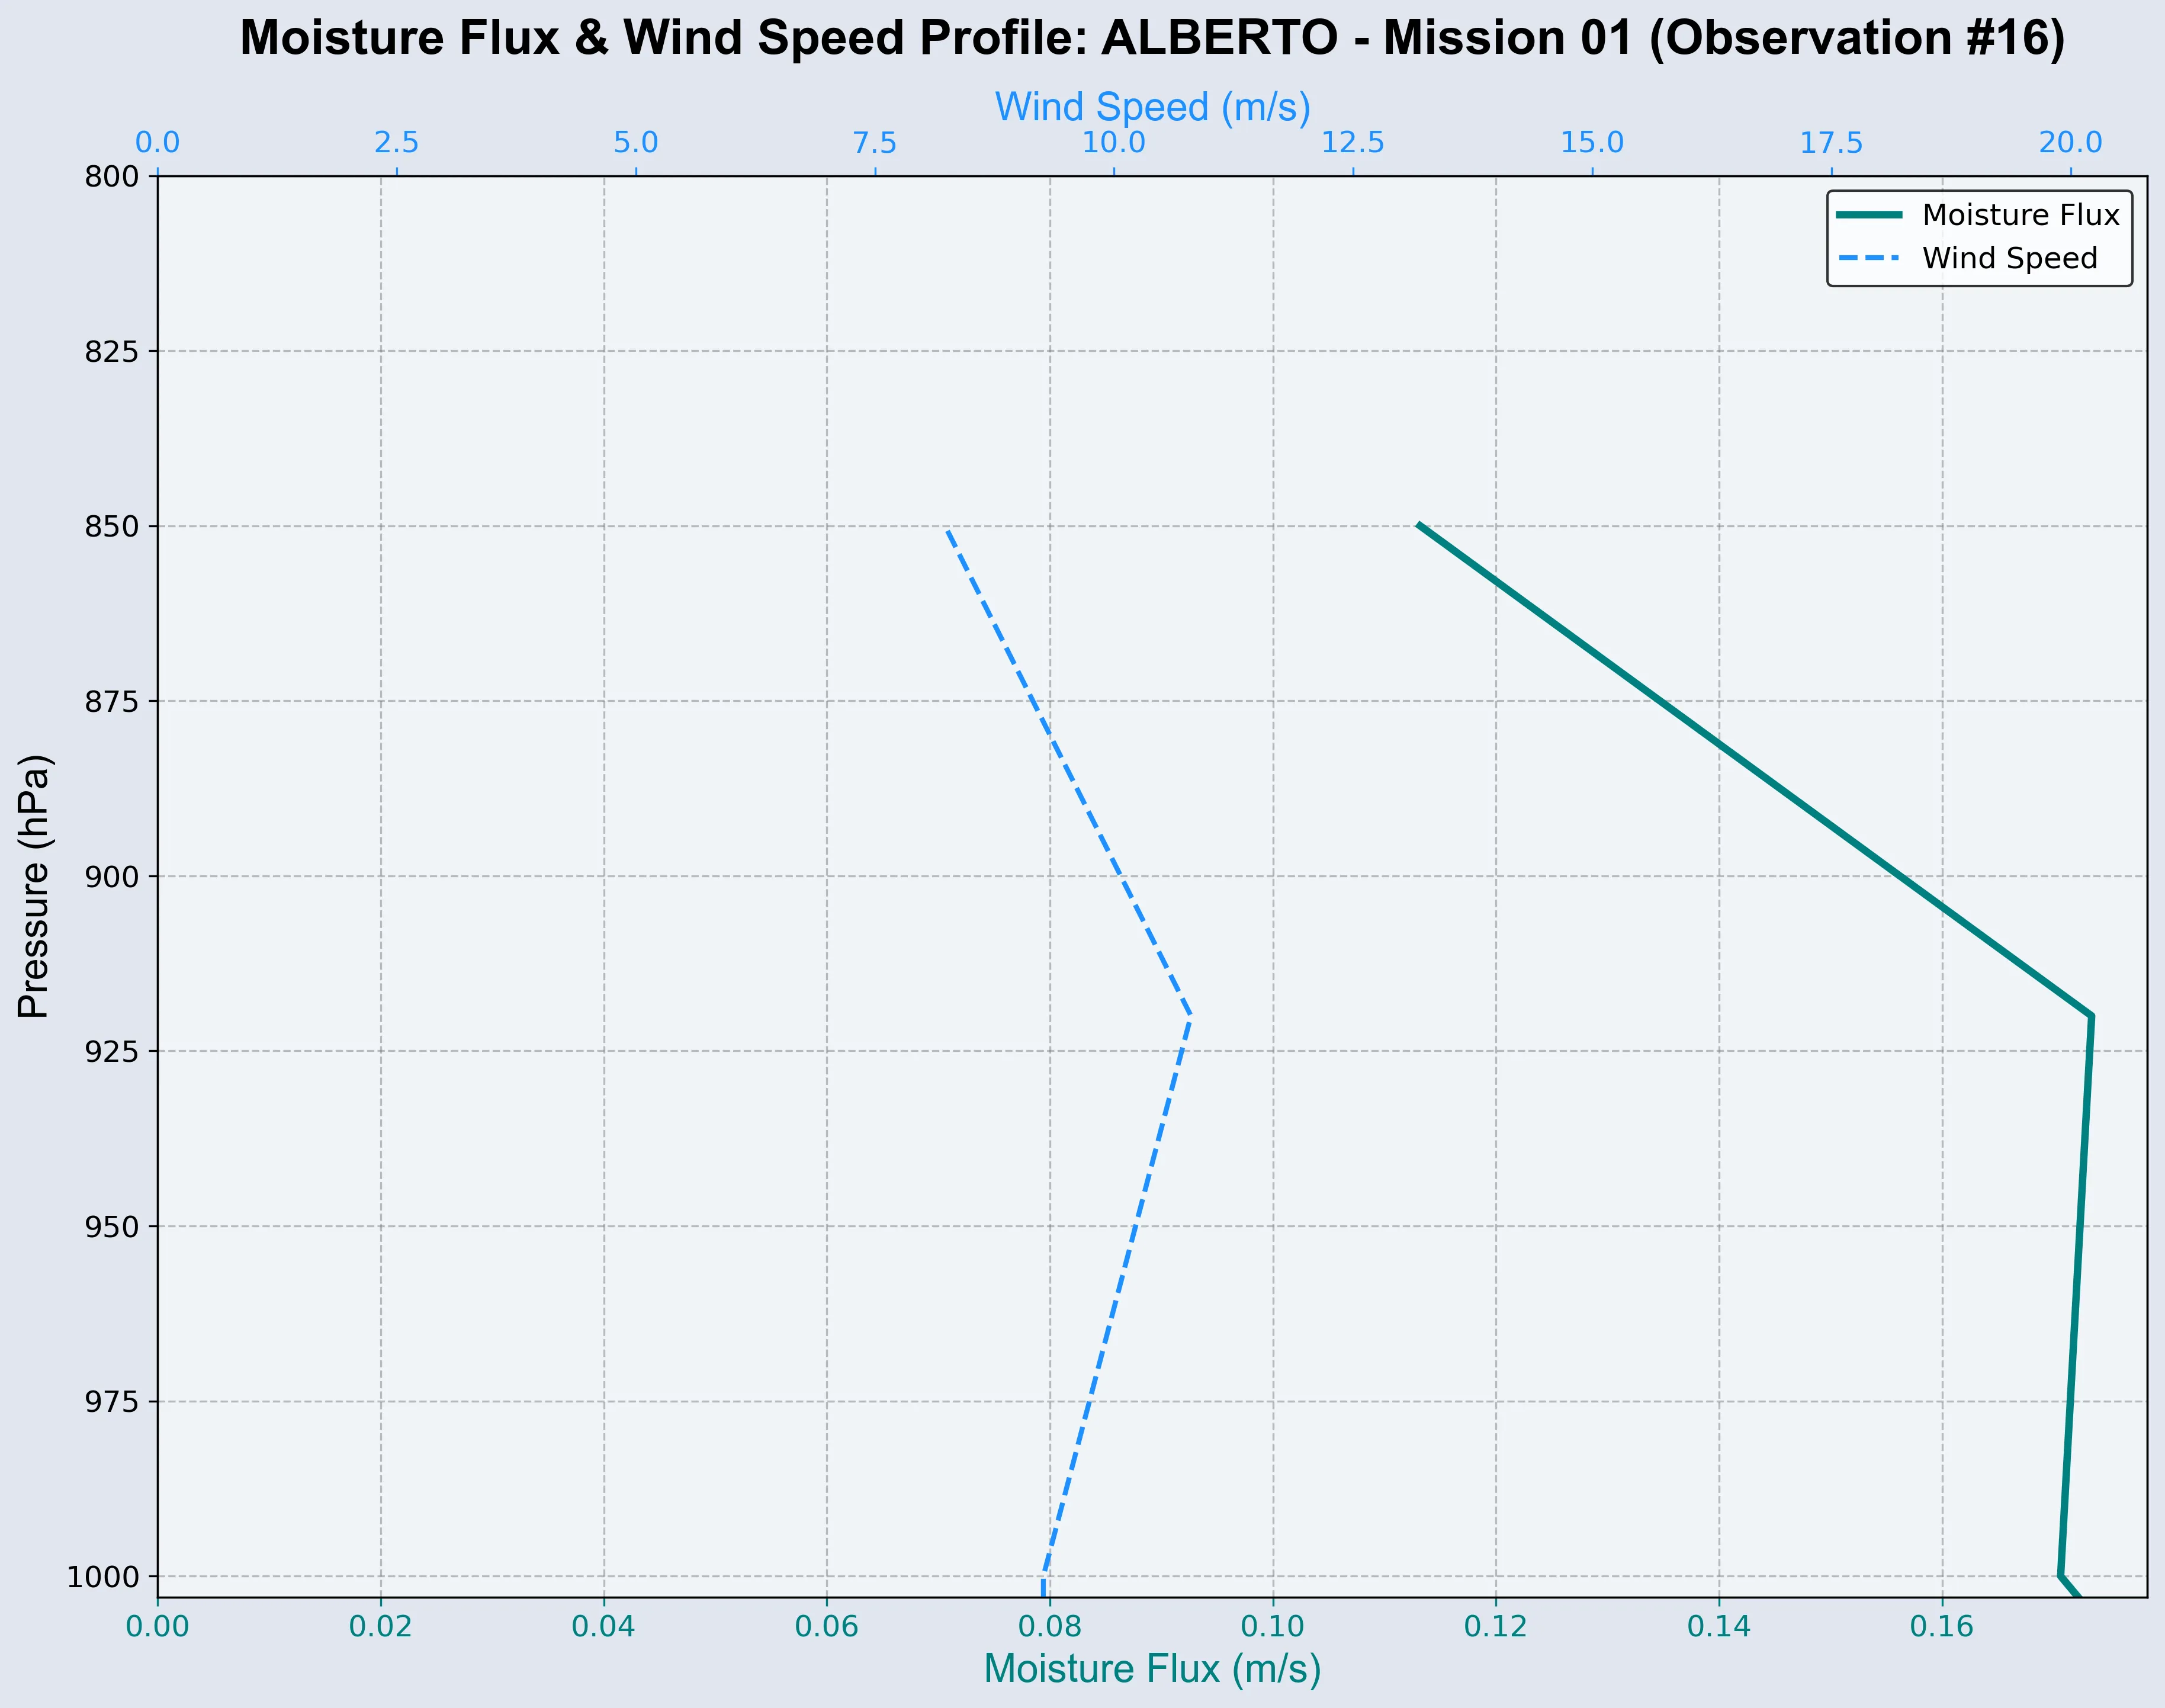 Moisture Flux & Wind Speed Profile: ALBERTO - Mission 01 (Observation #16)
Wind Speed (m/s)
0.0 2.5 5.0 7.5 10.0 12.5 15.0 17.5 20.0
Moisture Flux
Wind Speed
Pressure (hPa)
800
825
850
875
900
925
950
975
1000
0.00 0.02 0.04 0.06 0.08 0.10 0.12 0.14 0.16
Moisture Flux (m/s)